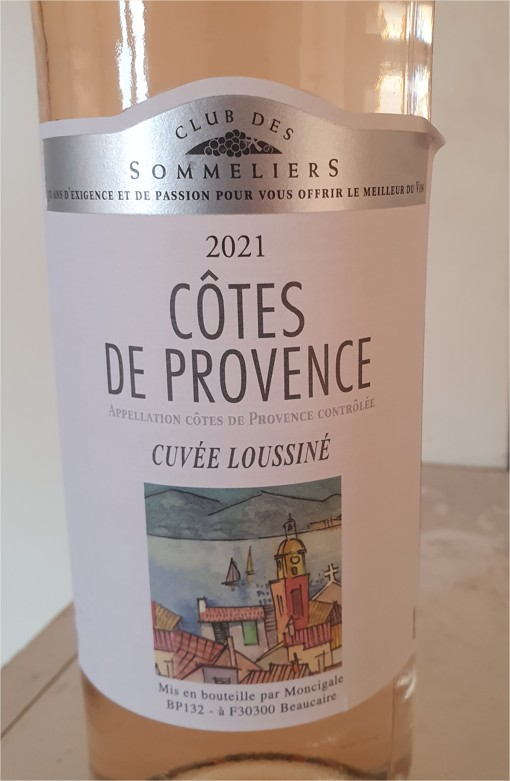 CLUB DES
SOMMELIERS
ANS D'EXIGENCE ET DE PASSION POUR VOUS OFFRIR LE MEILLEUR DU VIN
2021
CÔTES
DE PROVENCE
APPELLATION CÔTES DE PROVENCE CONTRÔLÉE
CUVÉE LOUSSINÉ
Mis en bouteille par Moncigale
BP132 - à F30300 Beaucaire